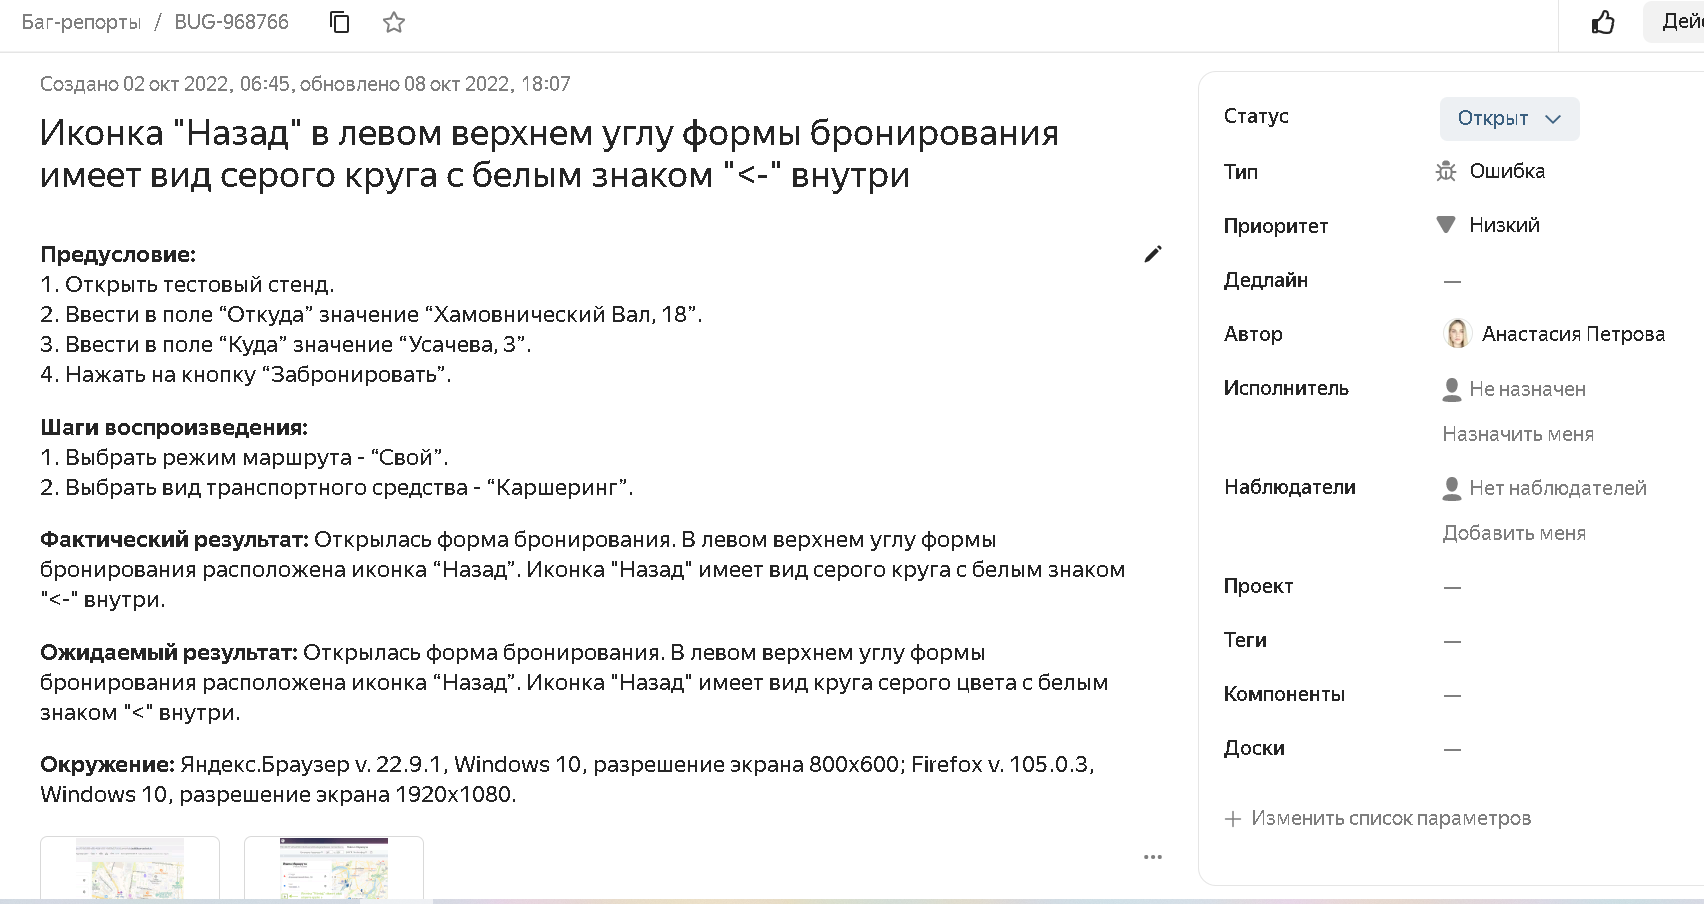 Баг-репорты / BUG-968766
Дей
Создано 02 окт 2022, 06:45, обновлено 08 окт 2022, 18:07
Иконка "Назад" в левом верхнем углу формы бронирования
имеет вид серого круга с белым знаком "<-" внутри
Предусловие:
1. Открыть тестовый стенд.
2. Ввести в поле “Откуда” значение “Хамовнический Вал, 18”.
3. Ввести в поле “Куда” значение “Усачева, 3”.
4. Нажать на кнопку “Забронировать”.
Шаги воспроизведения:
1. Выбрать режим маршрута - “Свой”.
2. Выбрать вид транспортного средства - “Каршеринг”.
Фактический результат: Открылась форма бронирования. В левом верхнем углу формы
бронирования расположена иконка “Назад”. Иконка "Назад" имеет вид серого круга с белым знаком
"<-" внутри.
Ожидаемый результат: Открылась форма бронирования. В левом верхнем углу формы
бронирования расположена иконка “Назад”. Иконка "Назад" имеет вид круга серого цвета с белым
знаком "<" внутри.
Окружение: Яндекс.Браузер v. 22.9.1, Windows 10, разрешение экрана 800x600; Firefox v. 105.0.3,
Windows 10, разрешение экрана 1920x1080.
Статус Открыт
Тип Ошибка
Приоритет Низкий
Дедлайн —
Автор Анастасия Петрова
Исполнитель Не назначен
Назначить меня
Наблюдатели Нет наблюдателей
Добавить меня
Проект —
Теги —
Компоненты —
Доски —
+ Изменить список параметров